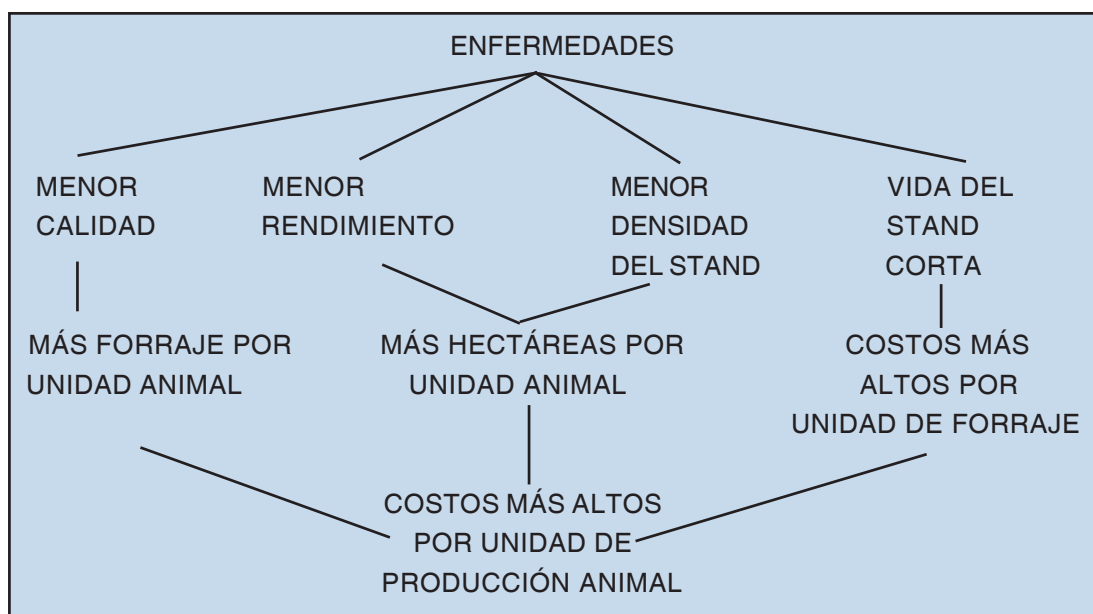 ENFERMEDADES
MENOR
CALIDAD
MENOR
RENDIMIENTO
MENOR
DENSIDAD
DEL STAND
VIDA DEL
STAND
CORTA
MÁS FORRAJE POR
UNIDAD ANIMAL
MÁS HECTÁREAS POR
UNIDAD ANIMAL
COSTOS MÁS
ALTOS POR
UNIDAD DE FORRAJE
COSTOS MÁS ALTOS
POR UNIDAD DE
PRODUCCIÓN ANIMAL